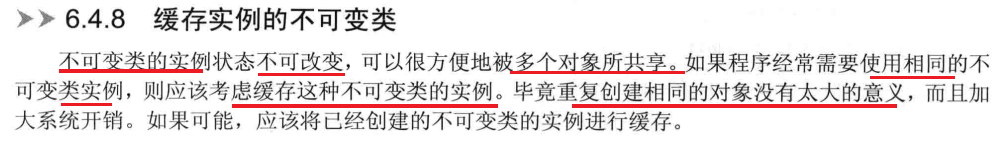 6.4.8 缓存实例的不可变类
不可变类的实例状态不可改变，可以很方便地被多个对象所共享。如果程序经常需要使用相同的不
可变类实例，则应该考虑缓存这种不可变类的实例。毕竟重复创建相同的对象没有太大的意义，而且加
大系统开销。如果可能，应该将已经创建的不可变类的实例进行缓存。